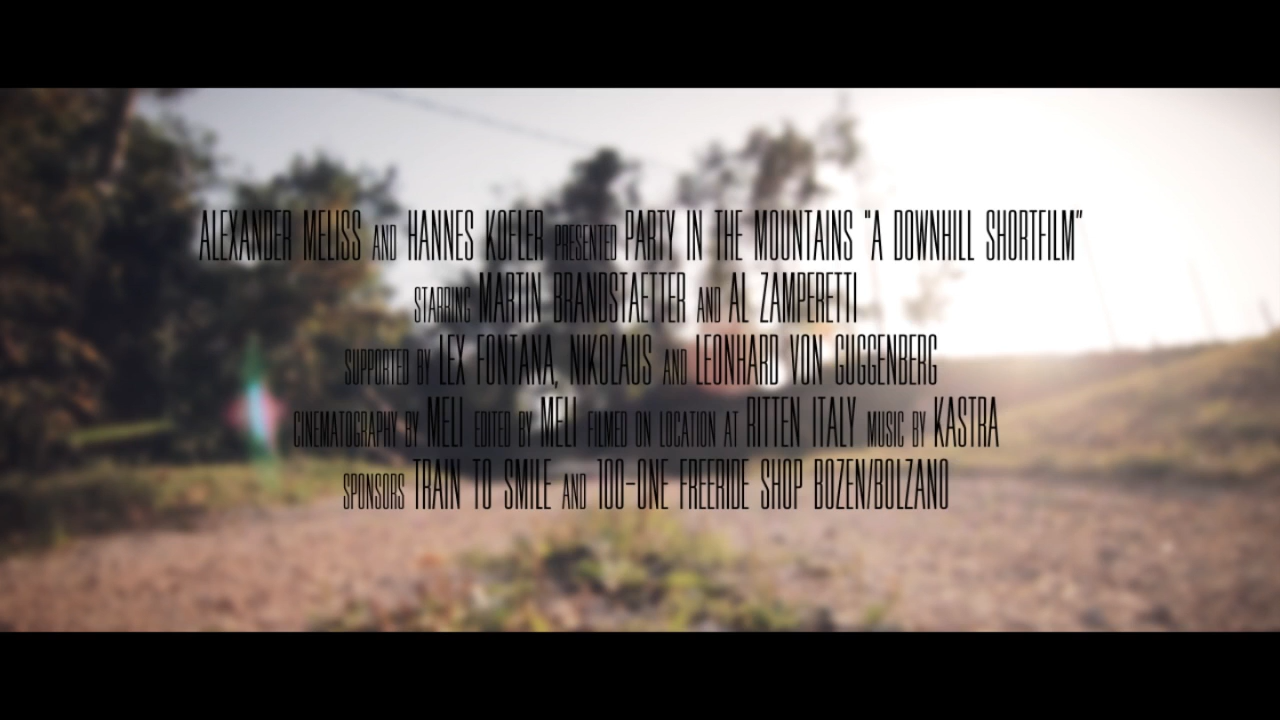 ALEXANDER MELISS AND HANNES KOFLER PRESENTED PARTY IN THE MOUNTAINS "A DOWNHILL SHORTFILM"
STARRING MARTIN BRANDSTAETTER AND AL ZAMPERETTI
SUPPORTED BY LEX FONTANA, NIKOLAUS AND LEONHARD VON GUGGENBERG
CINEMATOGRAPHY BY MELI EDITED BY MELI FILMED ON LOCATION AT RITTEN ITALY MUSIC BY KASTRA
SPONSORS TRAIN TO SMILE AND 100-ONE FREERIDE SHOP BOZEN/BOLZANO